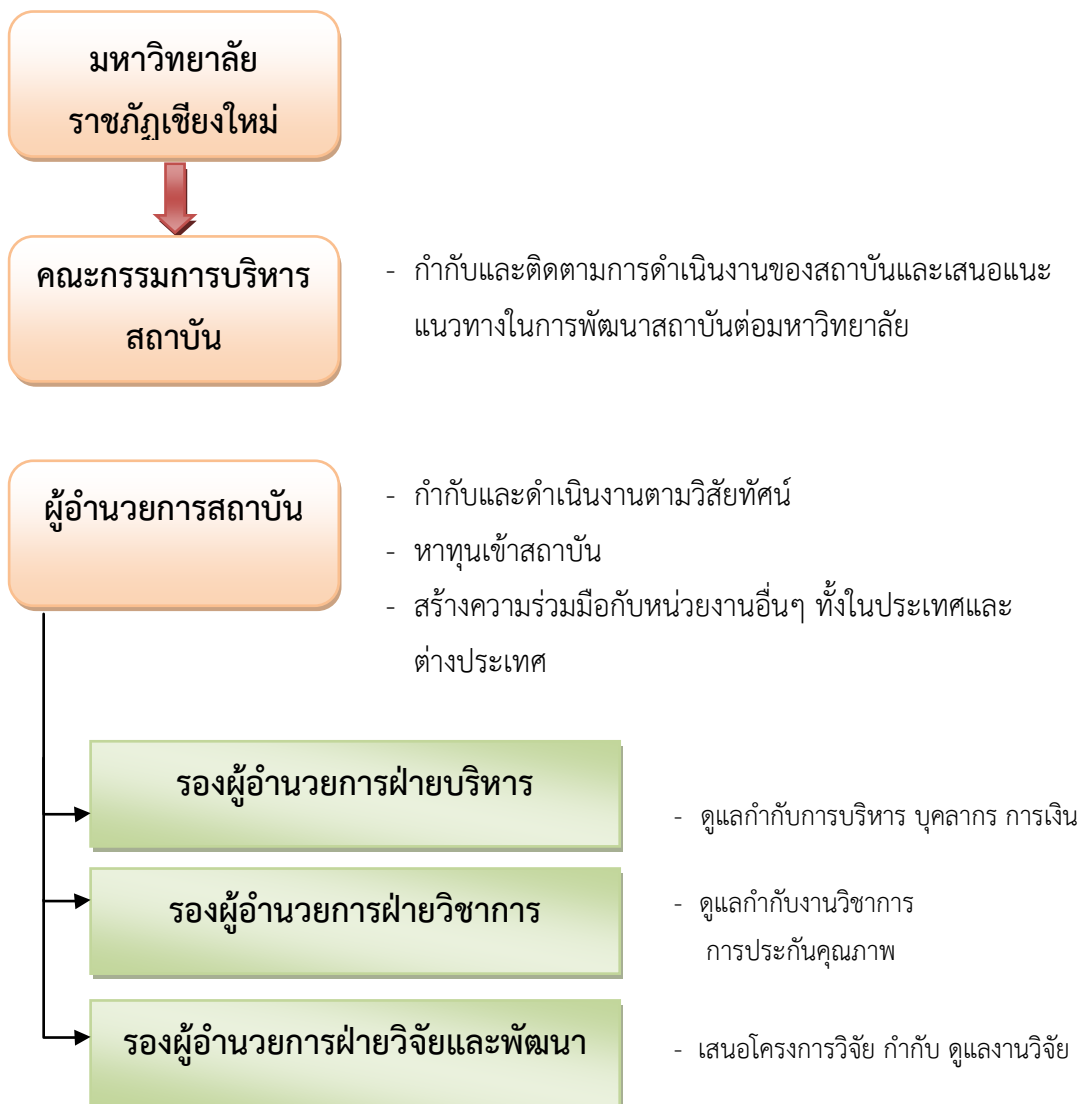 มหาวิทยาลัย
ราชภัฏเชียงใหม่
คณะกรรมการบริหาร
สถาบัน
- กำกับและติดตามการดำเนินงานของสถาบันและเสนอแนะ
แนวทางในการพัฒนาสถาบันต่อมหาวิทยาลัย
ผู้อำนวยการสถาบัน
- กำกับและดำเนินงานตามวิสัยทัศน์
- หาทุนเข้าสถาบัน
- สร้างความร่วมมือกับหน่วยงานอื่นๆ ทั้งในประเทศและ
ต่างประเทศ
รองผู้อำนวยการฝ่ายบริหาร
- ดูแลกำกับการบริหาร บุคลากร การเงิน
รองผู้อำนวยการฝ่ายวิชาการ
- ดูแลกำกับงานวิชาการ
การประกันคุณภาพ
รองผู้อำนวยการฝ่ายวิจัยและพัฒนา
- เสนอโครงการวิจัย กำกับ ดูแลงานวิจัย